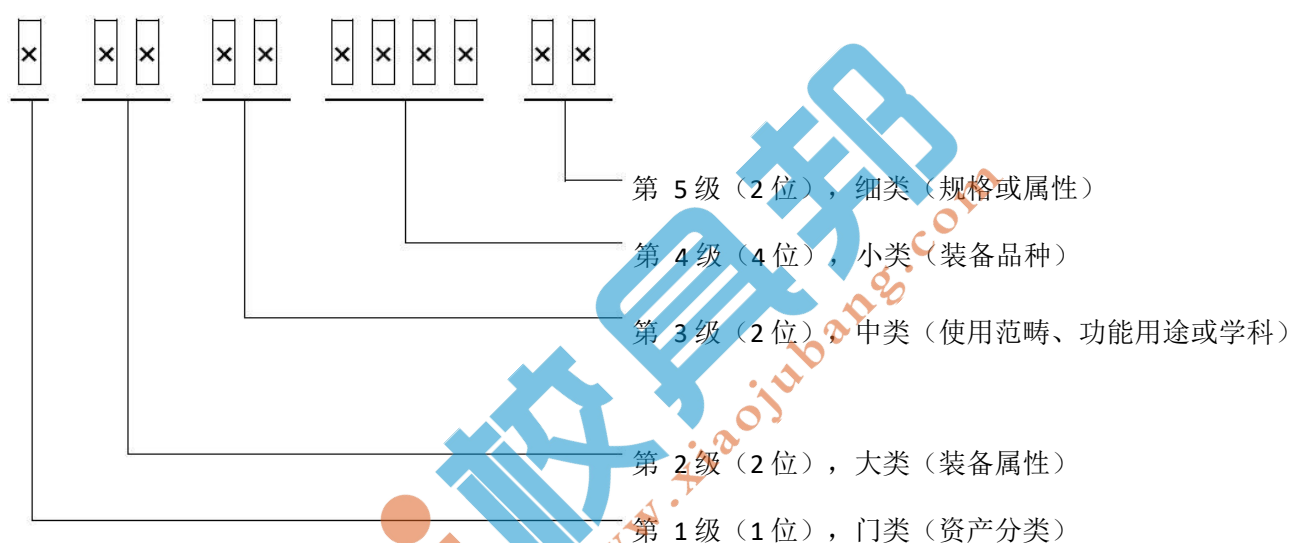 × ×× ×× ×××× ××
第 5级（2位），细类（规格或属性）
第 4级（4位），小类（装备品种）
第 3级（2位），中类（使用范畴、功能用途或学科）
第 2级（2位），大类（装备属性）
第 1级（1位），门类（资产分类）
校具邦
www.xiaojubang.com